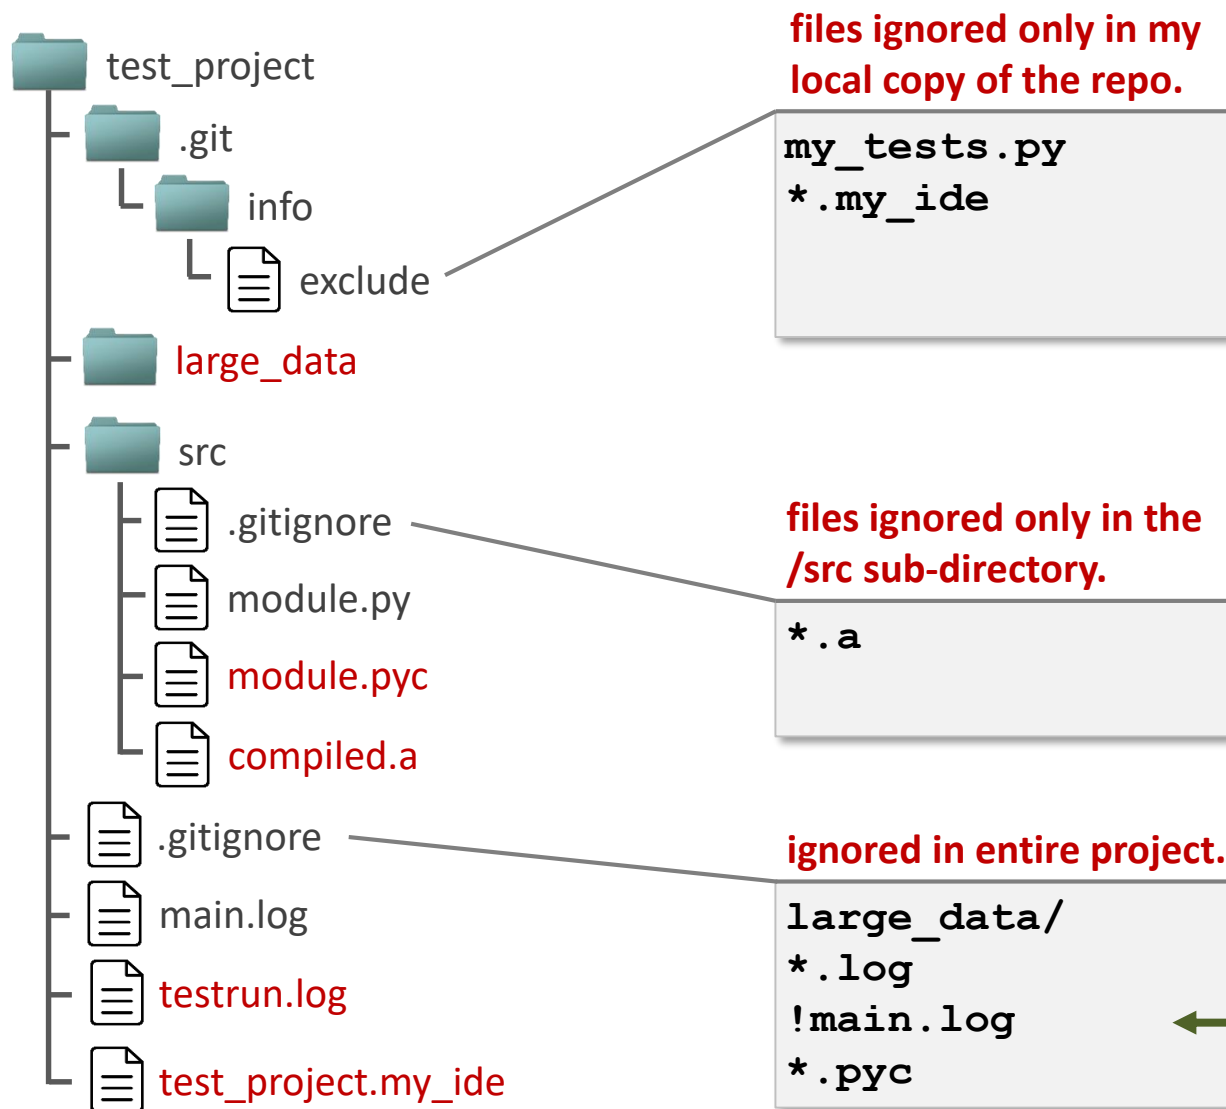 test_project
.git
info
exclude
large_data
src
.gitignore
module.py
module.pyc
compiled.a
.gitignore
main.log
testrun.log
test_project.my_ide
files ignored only in my
local copy of the repo.
my_tests.py
*.my_ide
files ignored only in the
/src sub-directory.
*.a
ignored in entire project.
large_data/
*.log
!main.log
*.pyc